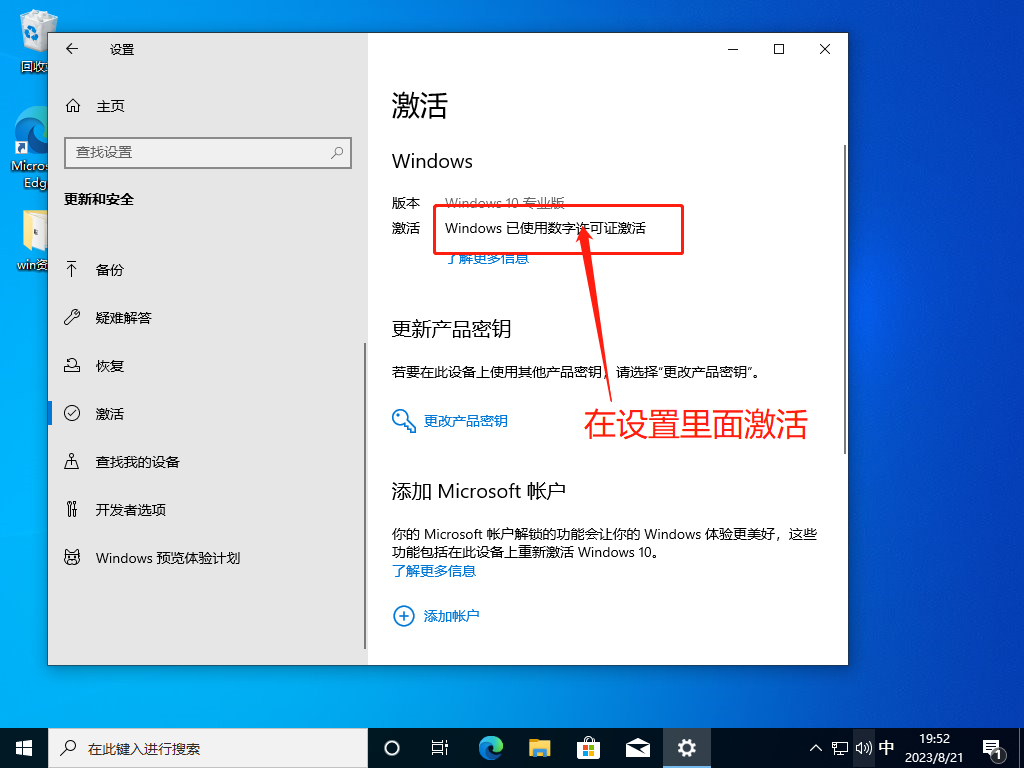 回收
设置
Micros
Edg
win资
主页
查找设置
更新和安全
备份
疑难解答
恢复
激活
查找我的设备
开发者选项
Windows 预览体验计划
激活
Windows
版本 Windows 10 专业版
激活 Windows 已使用数字许可证激活
了解更多信息
更新产品密钥
若要在此设备上使用其他产品密钥，请选择“更改产品密钥”。
更改产品密钥
在设置里面激活
添加 Microsoft 帐户
你的 Microsoft 帐户解锁的功能会让你的 Windows 体验更美好，这些
功能包括在此设备上重新激活 Windows 10。
了解更多信息
添加帐户
在此键入进行搜索
中
19:52
2023/8/21
1